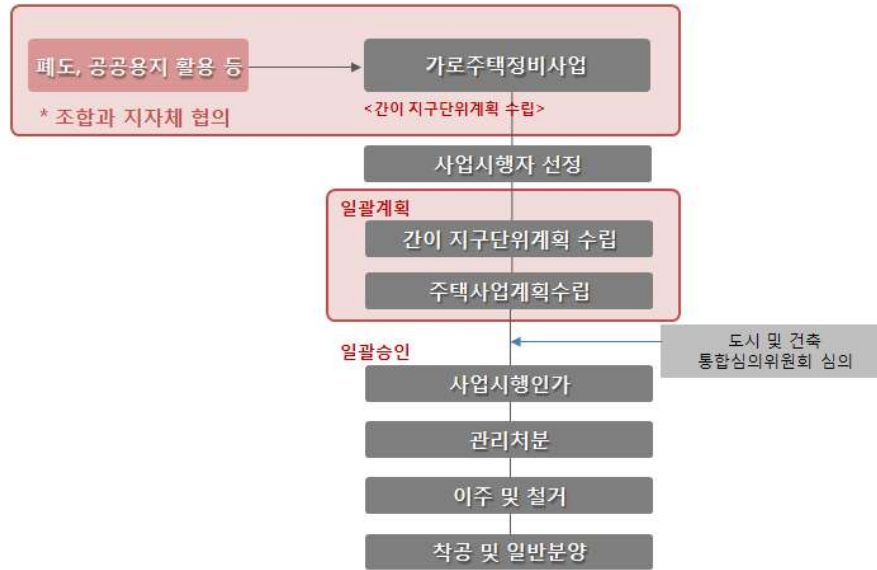 폐도, 공공용지 활용 등
가로주택정비사업
* 조합과 지자체 협의
<간이 지구단위계획 수립>
사업시행자 선정
일괄계획
간이 지구단위계획 수립
주택사업계획수립
도시 및 건축
통합심의위원회 심의
일괄승인
사업시행인가
관리처분
이주 및 철거
착공 및 일반분양